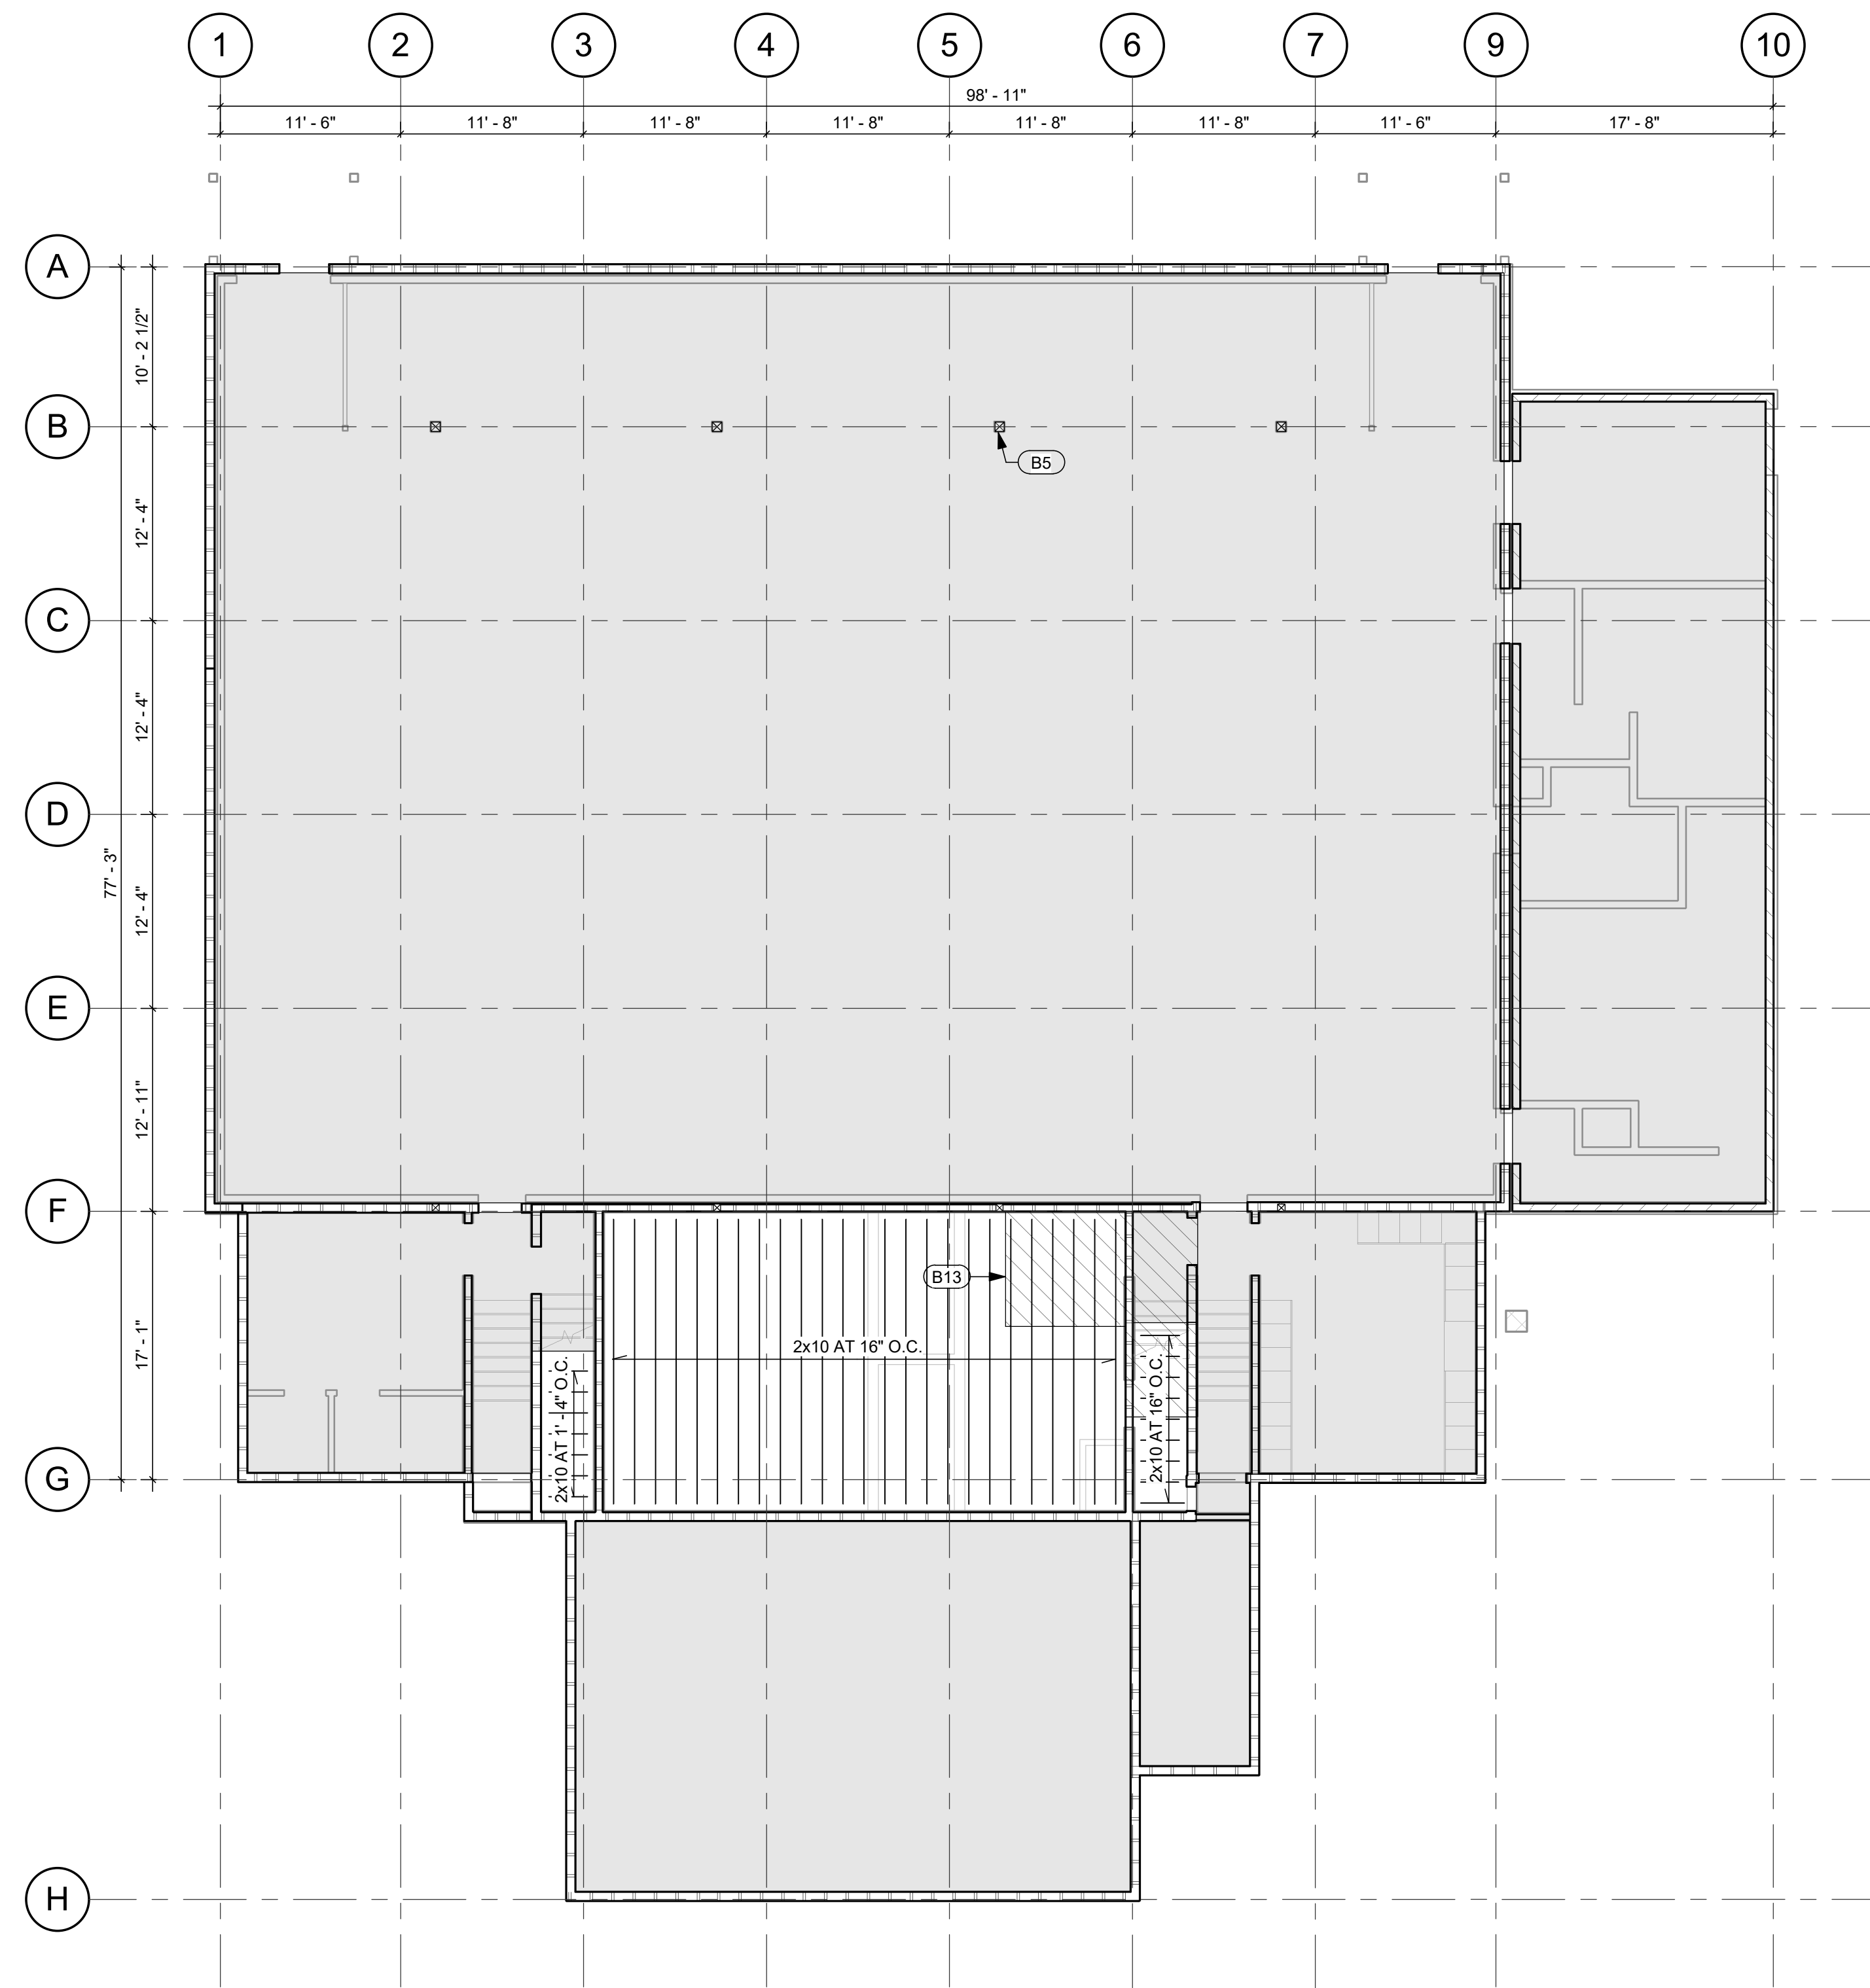 1
2
3
4
5
6
7
9
10
98' - 11"
11' - 6"
11' - 8"
11' - 8"
11' - 8"
11' - 8"
11' - 8"
11' - 6"
17' - 8"
A
10' - 2 1/2"
B
B5
12' - 4"
C
12' - 4"
D
77' - 3"
12' - 4"
E
12' - 11"
F
B13
17' - 1"
2x10 AT 16" O.C.
2x10 AT 1' - 4" O.C.
2x10 AT 16" O.C.
G
H